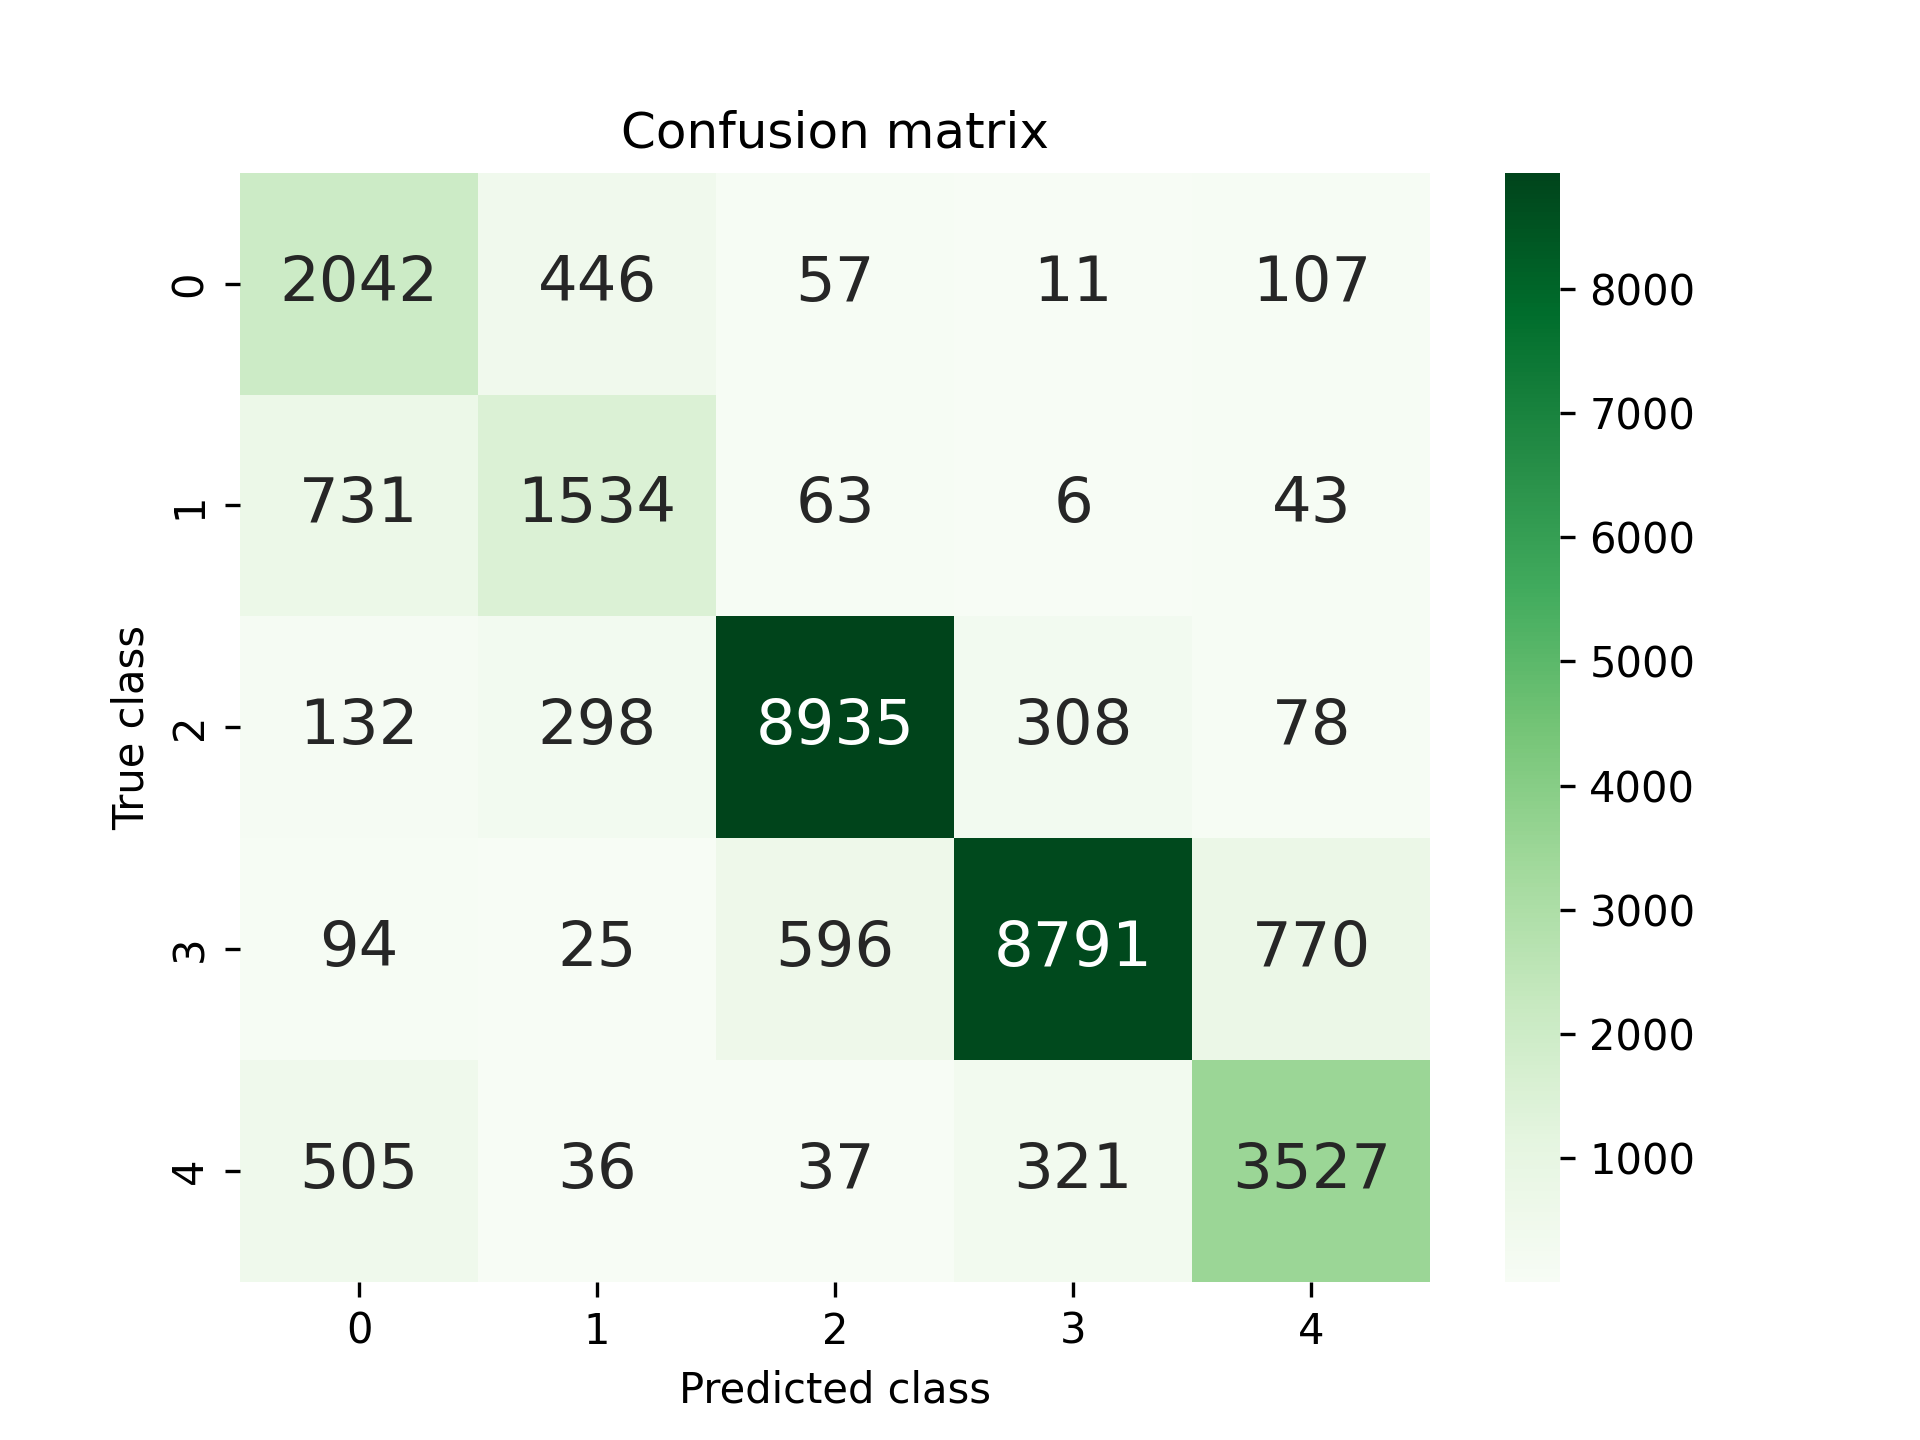 Confusion matrix
0 2042 446 57 11 107
1 731 1534 63 6 43
2 132 298 8935 308 78
3 94 25 596 8791 770
4 505 36 37 321 3527
0 1 2 3 4
Predicted class
True class
8000
7000
6000
5000
4000
3000
2000
1000